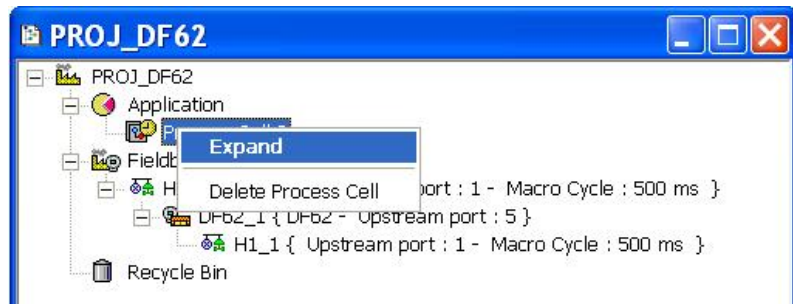 PROJ_DF62
PROJ_DF62
Application
Expand
Delete Process Cell
ort : 1 - Macro Cycle : 500 ms }
DF62_1 { DF62 - Upstream port : 5 }
H1_1 { Upstream port : 1 - Macro Cycle : 500 ms }
Recycle Bin